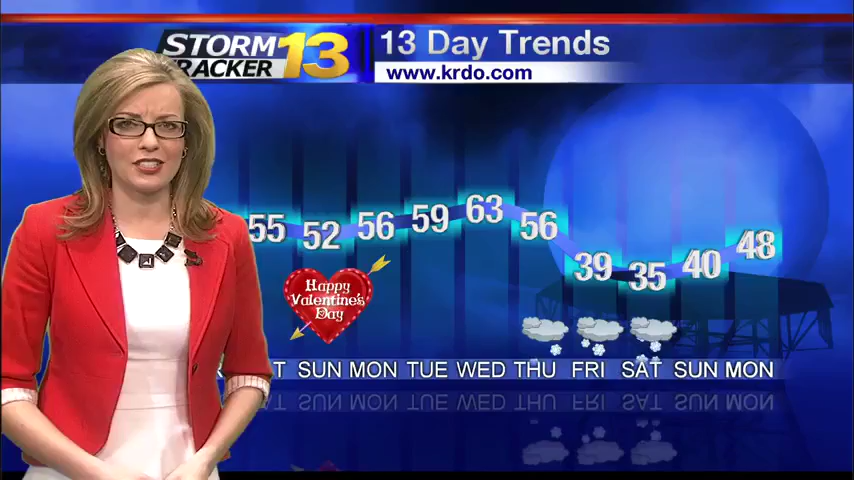 STORM
TRACKER
13
13 Day Trends
www.krdo.com
55 52 56 59 63 56 39 35 40 48
Happy
Valentine's
Day
SUN MON TUE WED THU FRI SAT SUN MON